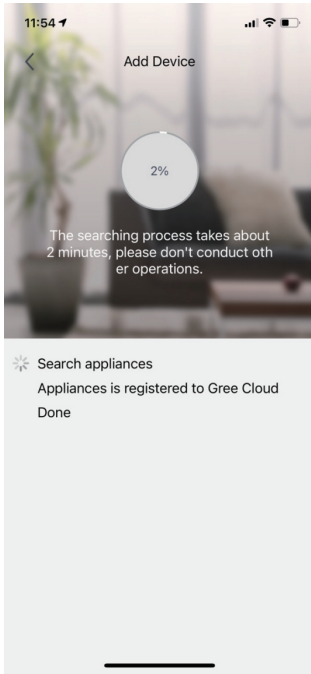 11:54
Add Device
2%
The searching process takes about
2 minutes, please don't conduct oth
er operations.
Search appliances
Appliances is registered to Gree Cloud
Done